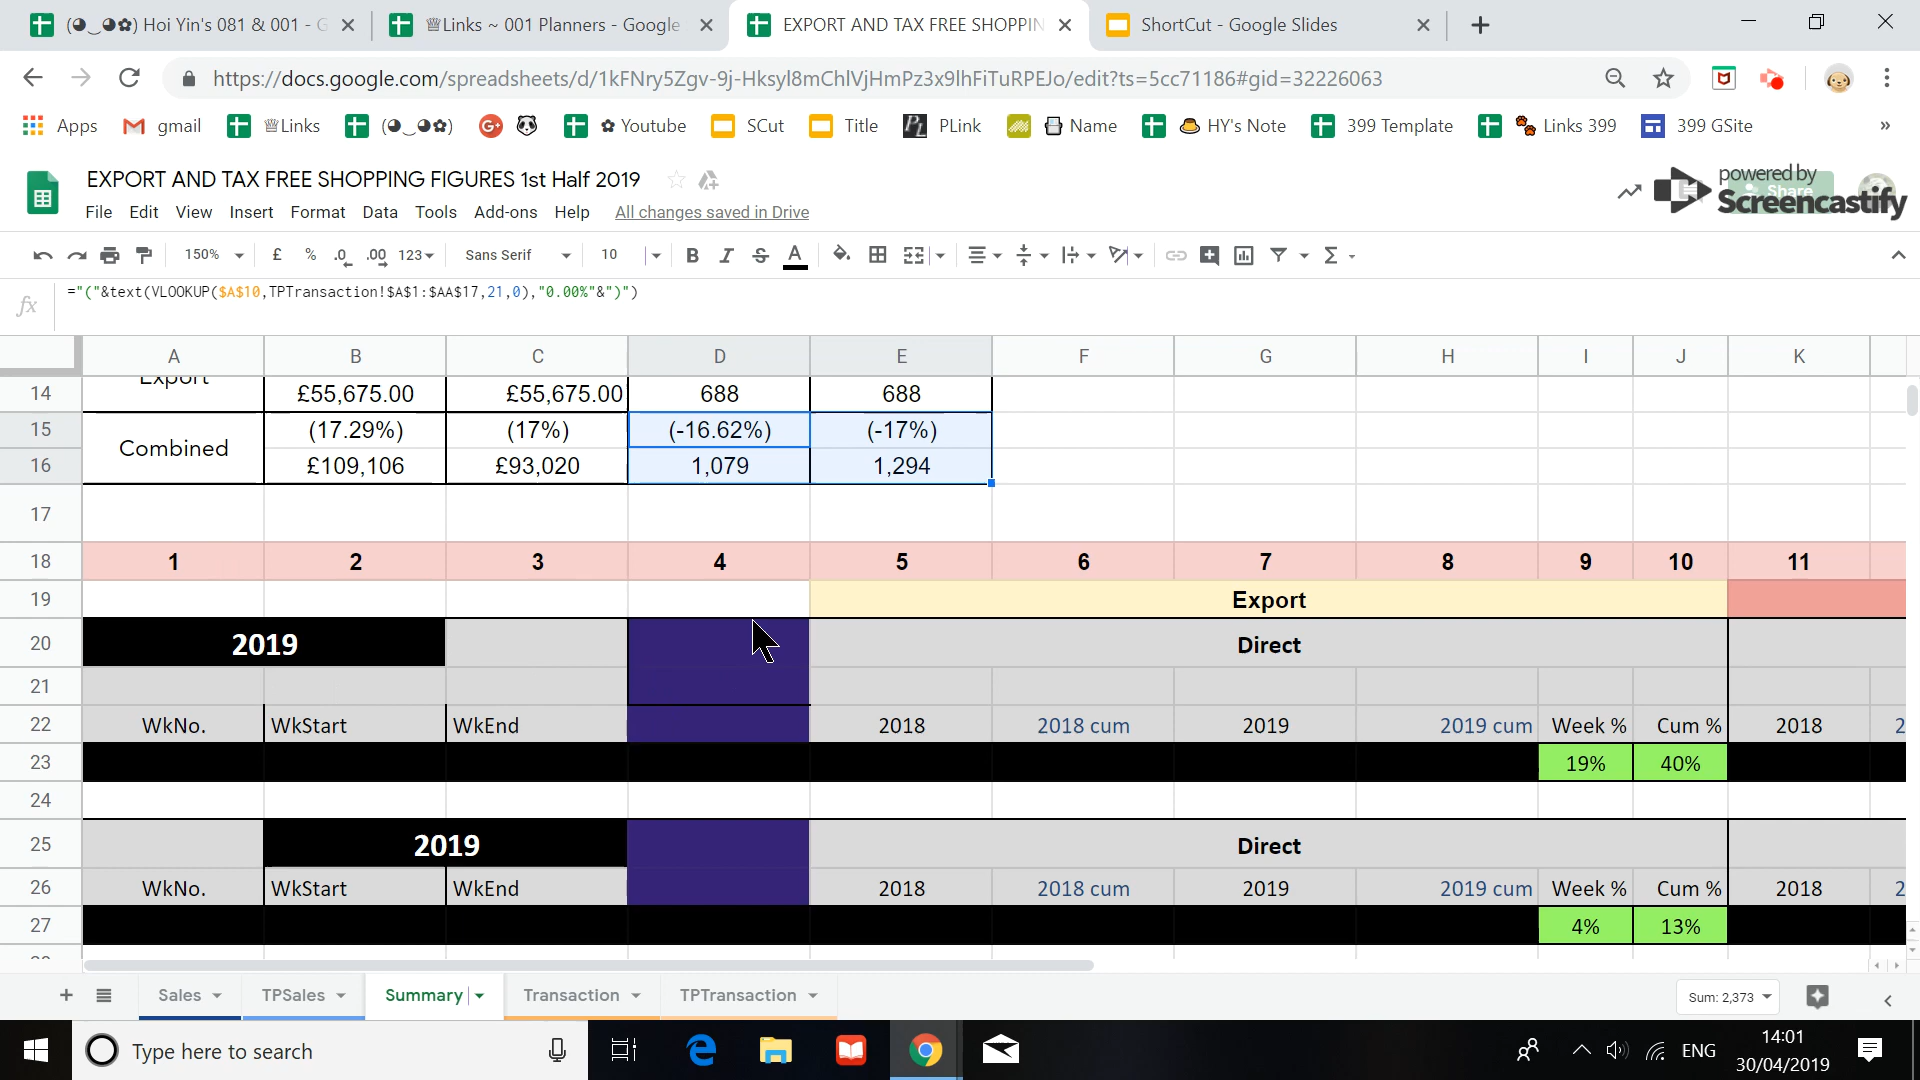 (◕‿◕✿) Hoi Yin's 081 & 001 - G
♕Links ~ 001 Planners - Google
EXPORT AND TAX FREE SHOPPIN
ShortCut - Google Slides
https://docs.google.com/spreadsheets/d/1kFNry5Zgv-9j-Hksyl8mChlVjHmPz3x9lhFiTuRPEJo/edit?ts=5cc71186#gid=32226063
Apps gmail ♕Links (◕‿◕✿) ✿ Youtube SCut Title PLink Name HY's Note 399 Template Links 399 399 GSite »
EXPORT AND TAX FREE SHOPPING FIGURES 1st Half 2019
Share
powered by
Screencastify
File Edit View Insert Format Data Tools Add-ons Help All changes saved in Drive
150% £ % .0 .00 123 Sans Serif 10 B I S A Σ
fx ="("&text(VLOOKUP($A$10,TPTransaction!$A$1:$AA$17,21,0),"0.00%"&")")
A B C D E F G H I J K
14 Export £55,675.00 £55,675.00 688 688
15 (17.29%) (17%) (-16.62%) (-17%)
Combined
16 £109,106 £93,020 1,079 1,294
17
18 1 2 3 4 5 6 7 8 9 10 11
19 Export
20 2019 Direct
21
22 WkNo. WkStart WkEnd 2018 2018 cum 2019 2019 cum Week % Cum % 2018 2
23 19% 40%
24
25 2019 Direct
26 WkNo. WkStart WkEnd 2018 2018 cum 2019 2019 cum Week % Cum % 2018 2
27 4% 13%
Sales TPSales Summary Transaction TPTransaction Sum: 2,373
Type here to search
ENG
14:01
30/04/2019